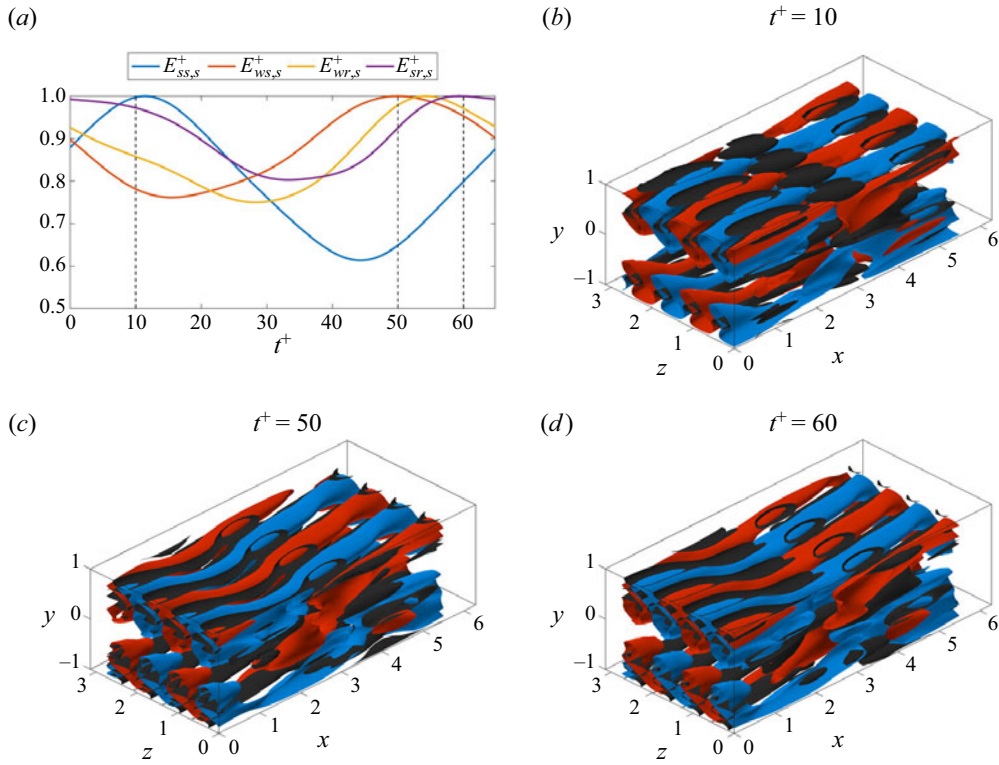 (a)
E⁺ss,s E⁺ws,s E⁺wr,s E⁺sr,s
1.0
0.9
0.8
0.7
0.6
0.5
0 10 20 30 40 50 60
t⁺
(b)
t⁺ = 10
1
y 0
−1
3 2 1 0
z
0 1 2 3 4 5 6
x
(c)
t⁺ = 50
1
y 0
−1
3 2 1 0
z
0 1 2 3 4 5 6
x
(d)
t⁺ = 60
1
y 0
−1
3 2 1 0
z
0 1 2 3 4 5 6
x